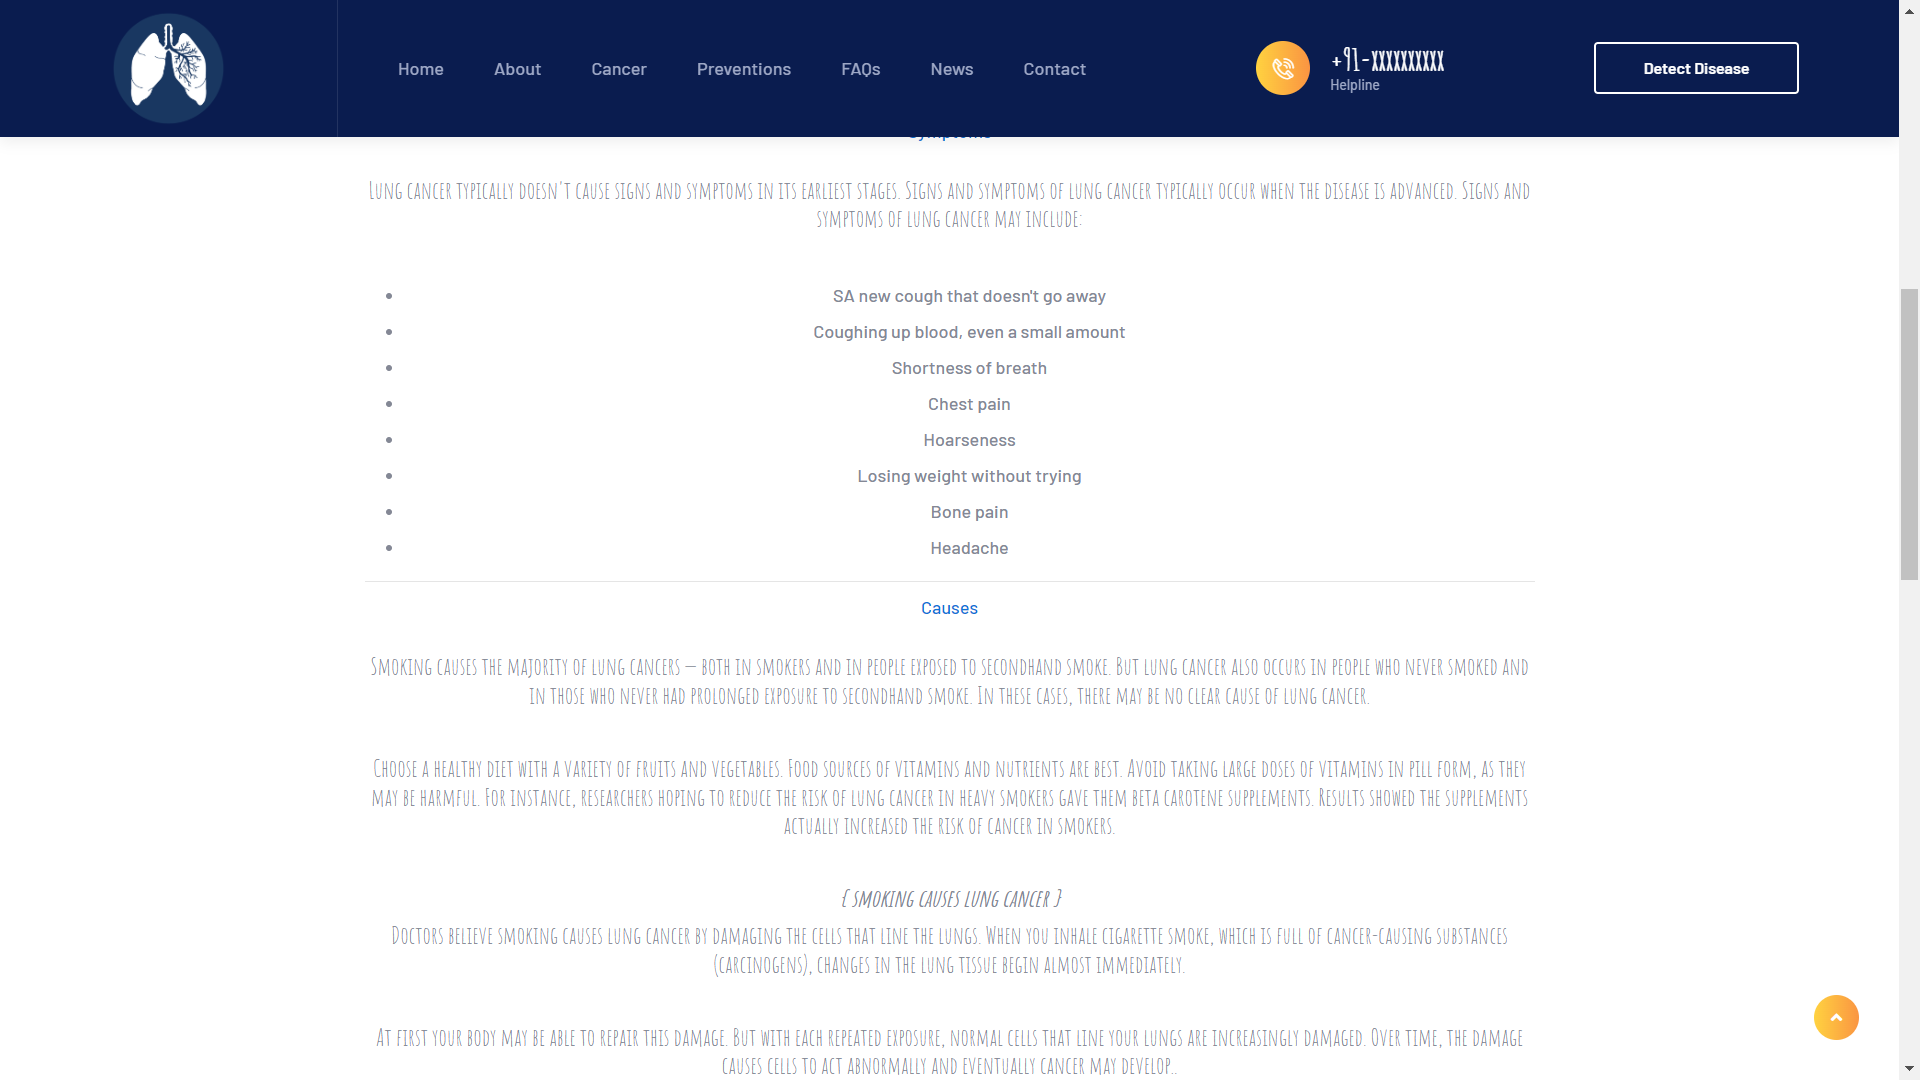 Home About Cancer Preventions FAQs News Contact
+91-XXXXXXXXXX
Helpline
Detect Disease
Symptoms
Lung cancer typically doesn't cause signs and symptoms in its earliest stages. Signs and symptoms of lung cancer typically occur when the disease is advanced. Signs and
symptoms of lung cancer may include:
• SA new cough that doesn't go away
• Coughing up blood, even a small amount
• Shortness of breath
• Chest pain
• Hoarseness
• Losing weight without trying
• Bone pain
• Headache
Causes
Smoking causes the majority of lung cancers — both in smokers and in people exposed to secondhand smoke. But lung cancer also occurs in people who never smoked and
in those who never had prolonged exposure to secondhand smoke. In these cases, there may be no clear cause of lung cancer.
Choose a healthy diet with a variety of fruits and vegetables. Food sources of vitamins and nutrients are best. Avoid taking large doses of vitamins in pill form, as they
may be harmful. For instance, researchers hoping to reduce the risk of lung cancer in heavy smokers gave them beta carotene supplements. Results showed the supplements
actually increased the risk of cancer in smokers.
{ smoking causes lung cancer }
Doctors believe smoking causes lung cancer by damaging the cells that line the lungs. When you inhale cigarette smoke, which is full of cancer-causing substances
(carcinogens), changes in the lung tissue begin almost immediately.
At first your body may be able to repair this damage. But with each repeated exposure, normal cells that line your lungs are increasingly damaged. Over time, the damage
causes cells to act abnormally and eventually cancer may develop..